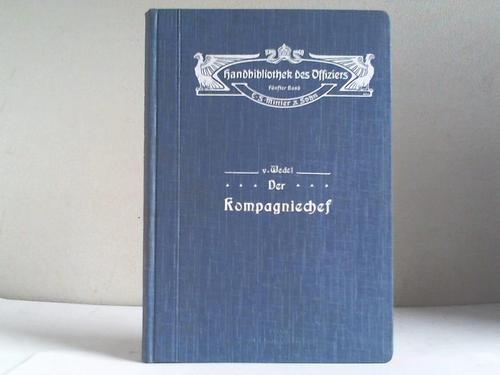 Handbibliothek des Offiziers
Fünfter Band
E. S. Mittler & Sohn
v. Wedel
Der
Kompagniechef